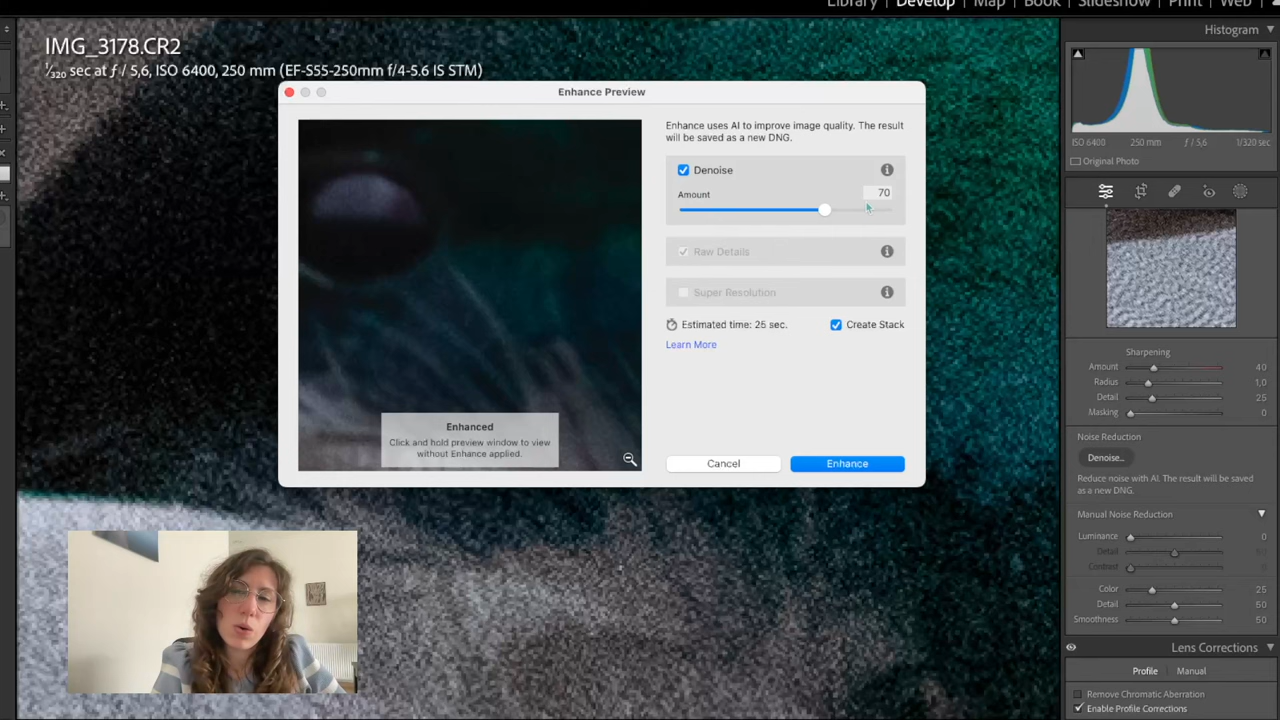 Library Develop Map Book Slideshow Print Web
IMG_3178.CR2
1/320 sec at ƒ / 5,6, ISO 6400, 250 mm (EF-S55-250mm f/4-5.6 IS STM)
Histogram
ISO 6400 250 mm ƒ / 5,6 1/320 sec
Original Photo
Enhance Preview
Enhance uses AI to improve image quality. The result
will be saved as a new DNG.
Denoise
Amount 70
Raw Details
Super Resolution
Estimated time: 25 sec. Create Stack
Learn More
Enhanced
Click and hold preview window to view
without Enhance applied.
Cancel Enhance
Sharpening
Amount 40
Radius 1,0
Detail 25
Masking 0
Noise Reduction
Denoise...
Reduce noise with AI. The result will be saved
as a new DNG.
Manual Noise Reduction
Luminance 0
Detail
Contrast
Color 25
Detail 50
Smoothness 50
Lens Corrections
Profile Manual
Remove Chromatic Aberration
Enable Profile Corrections